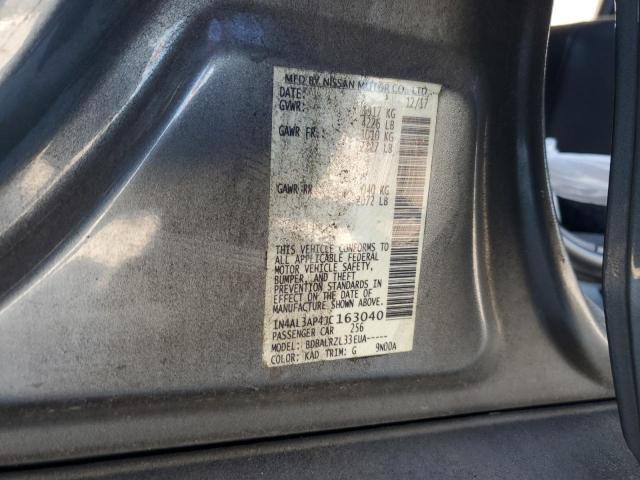 MFD BY NISSAN MOTOR CO., LTD.
DATE: 12/17
GVWR: KG
LB
GAWR FR: KG
LB
GAWR RR KG
LB
THIS VEHICLE CONFORMS TO
ALL APPLICABLE FEDERAL
MOTOR VEHICLE SAFETY,
BUMPER, AND THEFT
PREVENTION STANDARDS IN
EFFECT ON THE DATE OF
MANUFACTURE SHOWN ABOVE.
1N4AL3AP4JC163040
PASSENGER CAR 256
MODEL: BDBALRZL33EUA-----
COLOR: KAD TRIM: G 9N00A